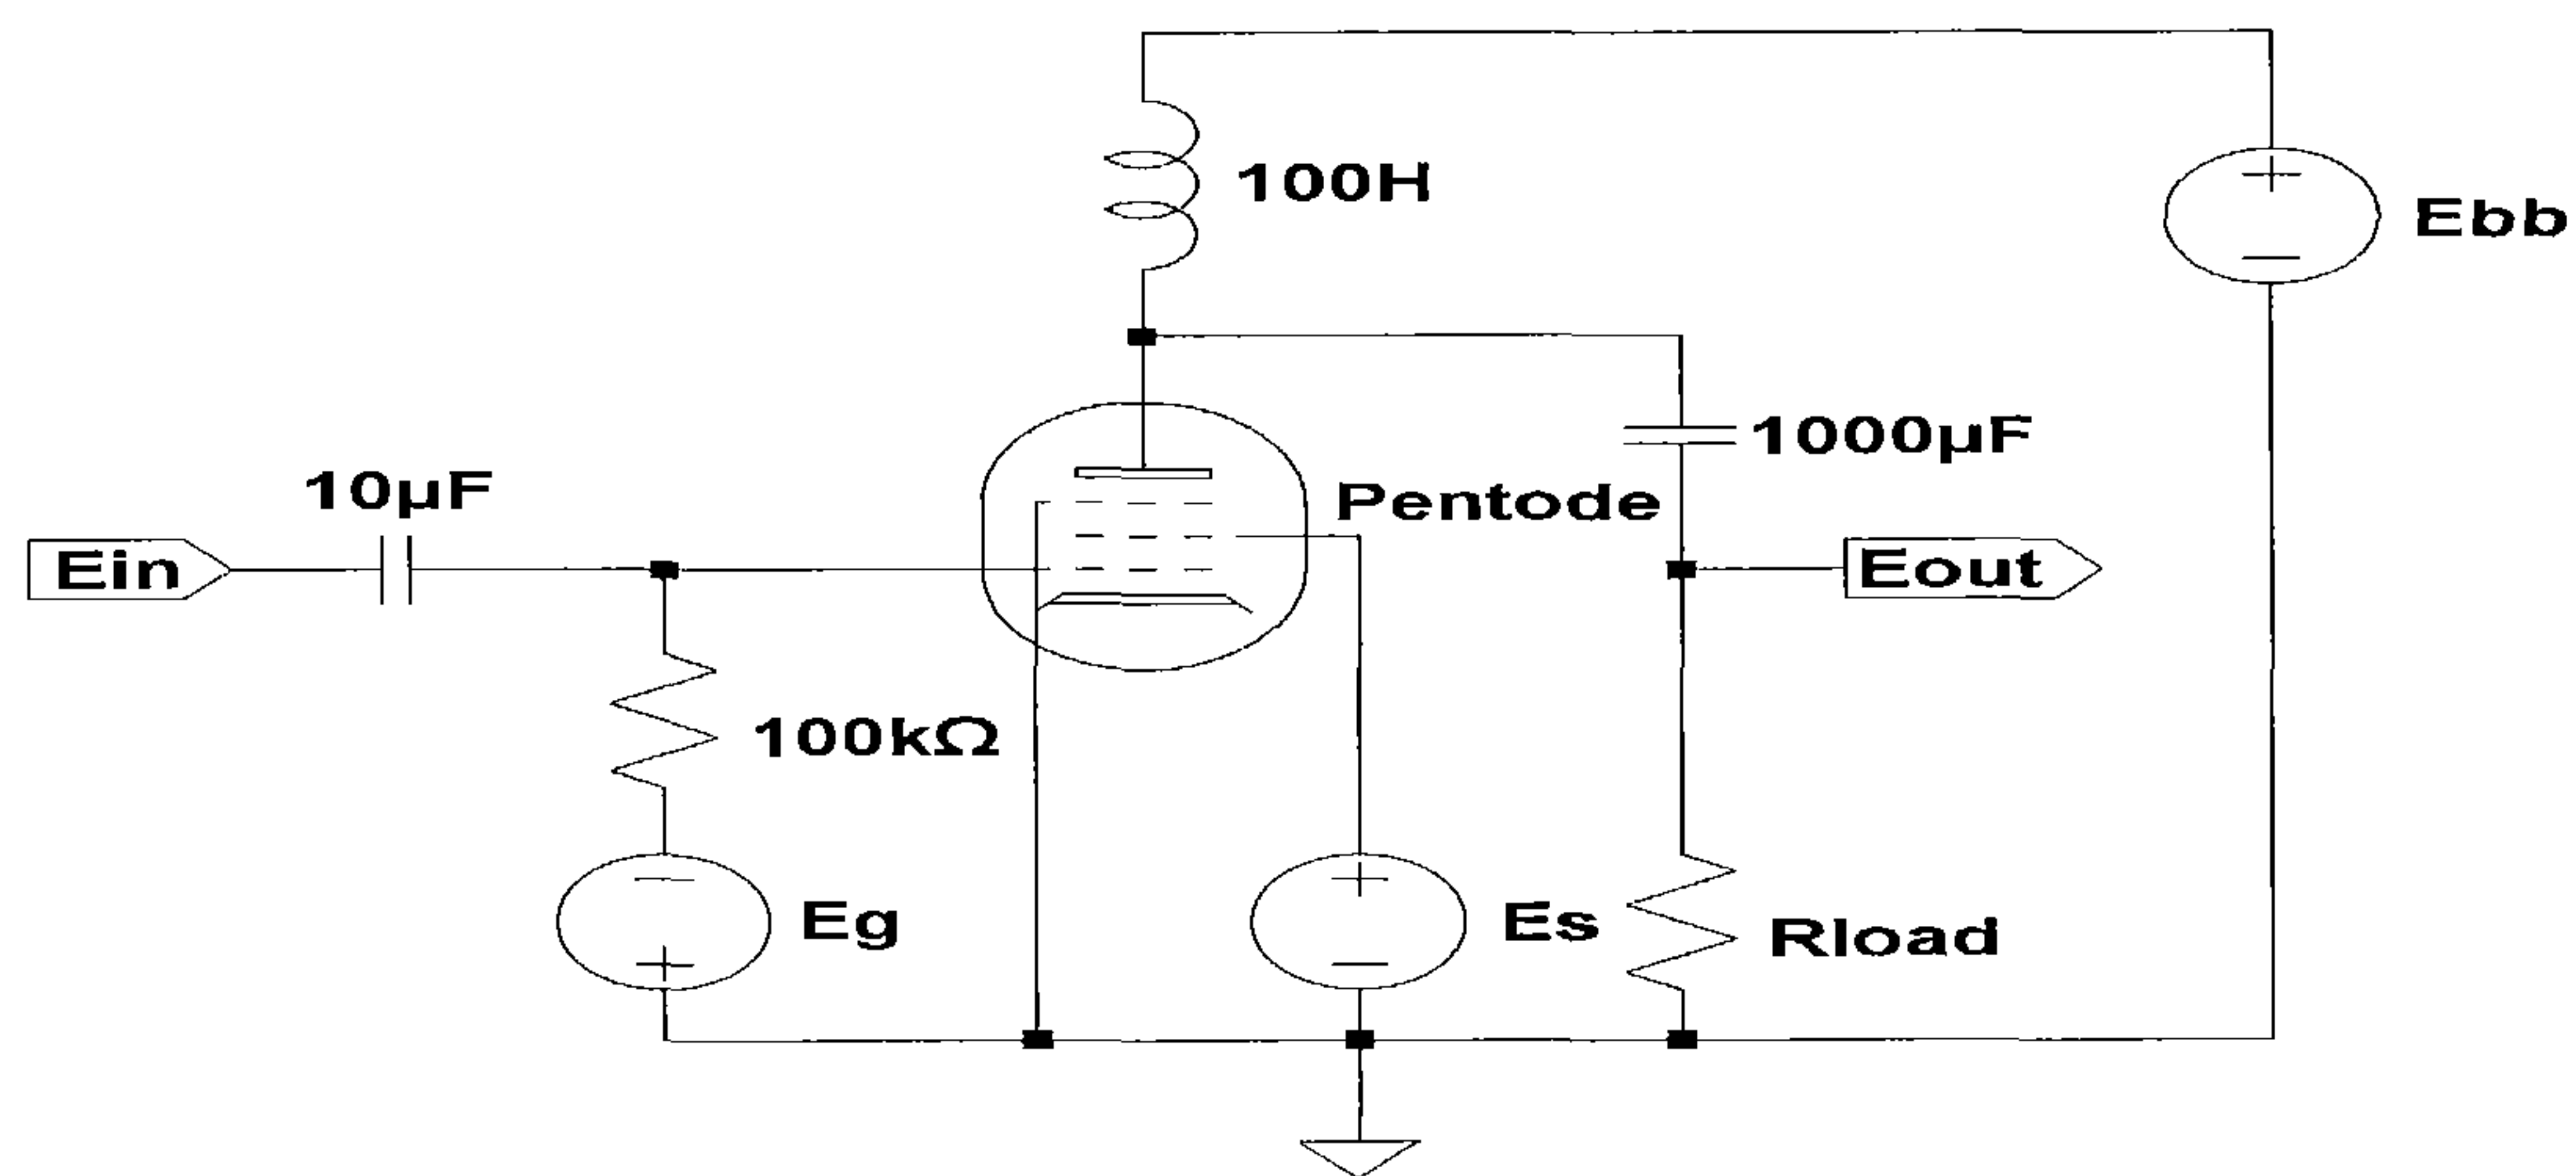 100H
Ebb
1000µF
10µF
Pentode
Ein
Eout
100kΩ
Eg
Es
Rload